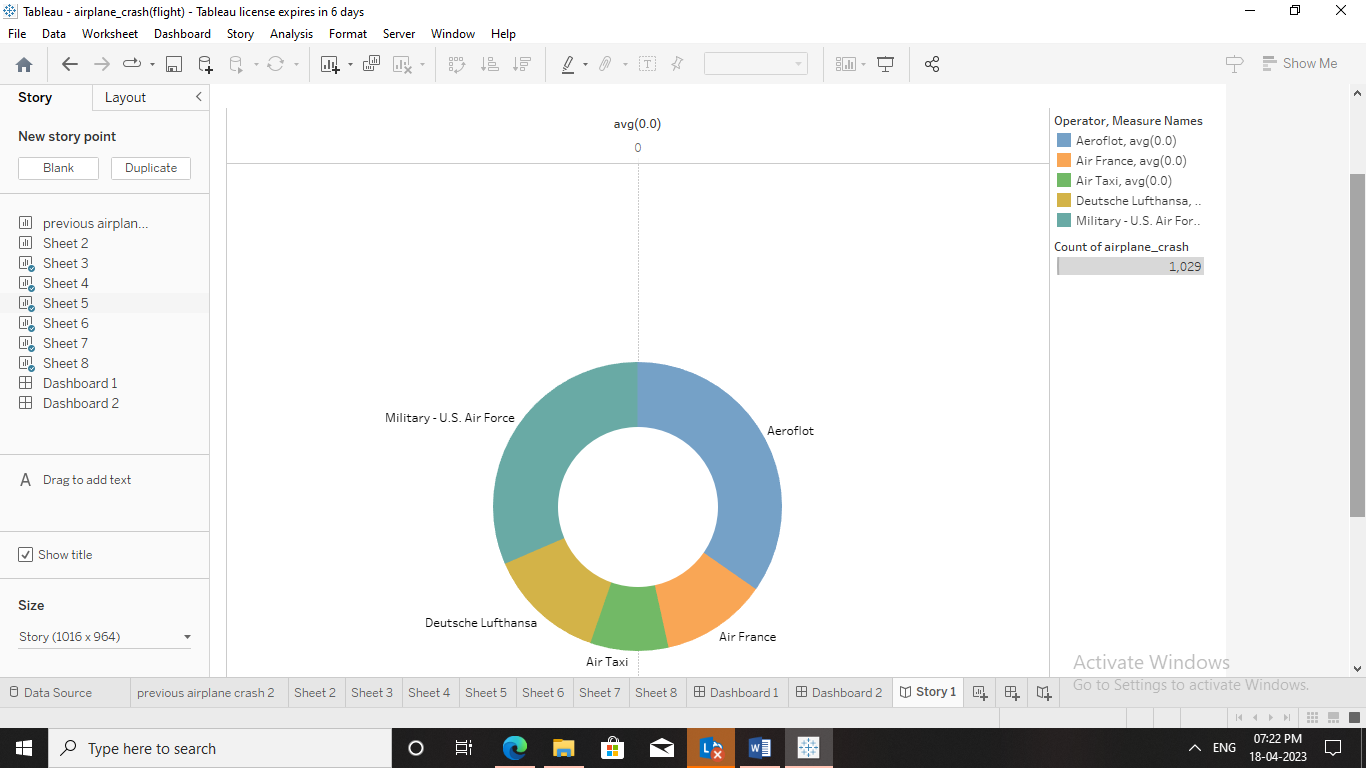 Tableau - airplane_crash(flight) - Tableau license expires in 6 days
File Data Worksheet Dashboard Story Analysis Format Server Window Help
Show Me
Story Layout
New story point
Blank Duplicate
previous airplan...
Sheet 2
Sheet 3
Sheet 4
Sheet 5
Sheet 6
Sheet 7
Sheet 8
Dashboard 1
Dashboard 2
A Drag to add text
Show title
Size
Story (1016 x 964)
avg(0.0)
0
Military - U.S. Air Force
Aeroflot
Deutsche Lufthansa
Air France
Air Taxi
Operator, Measure Names
Aeroflot, avg(0.0)
Air France, avg(0.0)
Air Taxi, avg(0.0)
Deutsche Lufthansa, ..
Military - U.S. Air For..
Count of airplane_crash
1,029
Activate Windows
Go to Settings to activate Windows.
Data Source previous airplane crash 2 Sheet 2 Sheet 3 Sheet 4 Sheet 5 Sheet 6 Sheet 7 Sheet 8 Dashboard 1 Dashboard 2 Story 1
Type here to search
ENG
07:22 PM
18-04-2023